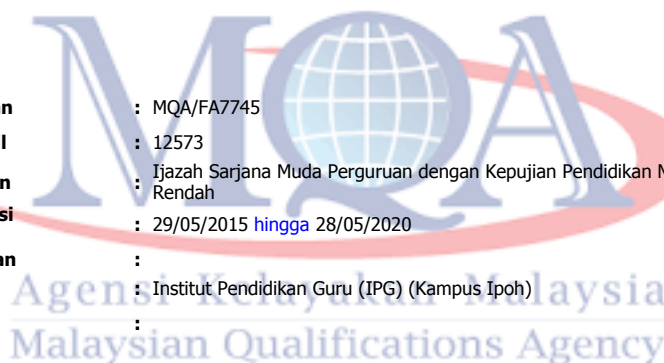 MQA
an : MQA/FA7745
l : 12573
n : Ijazah Sarjana Muda Perguruan dengan Kepujian Pendidikan M
Rendah
si : 29/05/2015 hingga 28/05/2020
an :
: Institut Pendidikan Guru (IPG) (Kampus Ipoh)
:
Agensi Kelayakan Malaysia
Malaysian Qualifications Agency